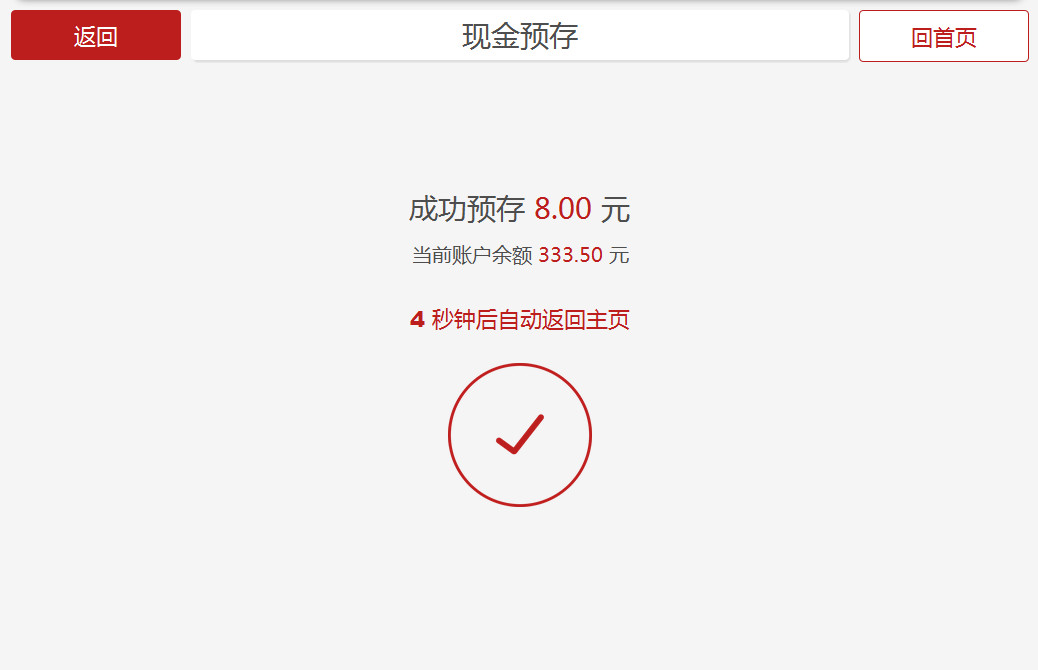 返回
现金预存
回首页
成功预存 8.00 元
当前账户余额 333.50 元
4 秒钟后自动返回主页